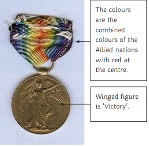 The colours
are the
combined
colours of the
Allied nations
with red at
the centre.
Winged figure
is 'Victory'.